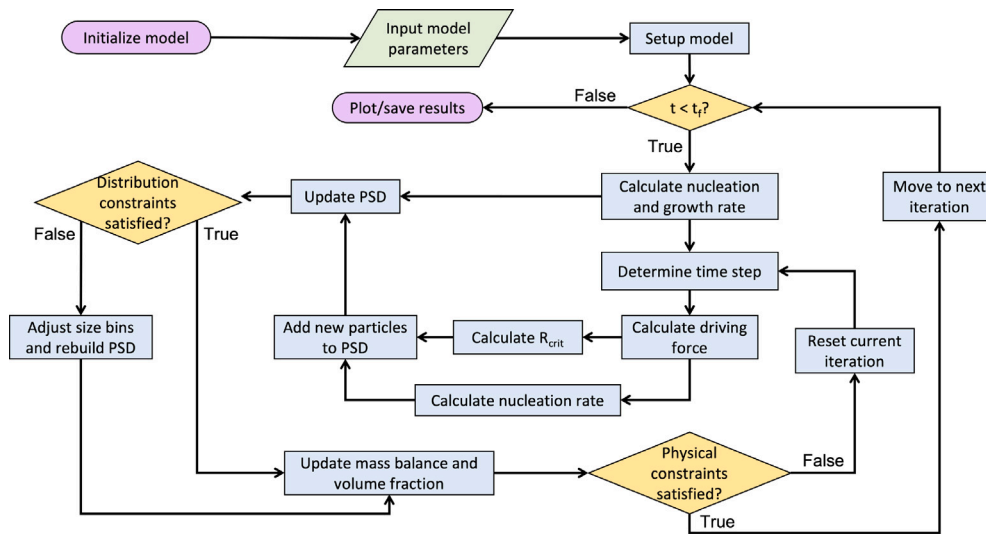 Initialize model
Input model
parameters
Setup model
False
Plot/save results
t < tf?
True
Distribution
constraints
satisfied?
Update PSD
Calculate nucleation
and growth rate
Move to next
iteration
False
True
Determine time step
Adjust size bins
and rebuild PSD
Add new particles
to PSD
Calculate Rcrit
Calculate driving
force
Reset current
iteration
Calculate nucleation rate
Update mass balance and
volume fraction
Physical
constraints
satisfied?
False
True